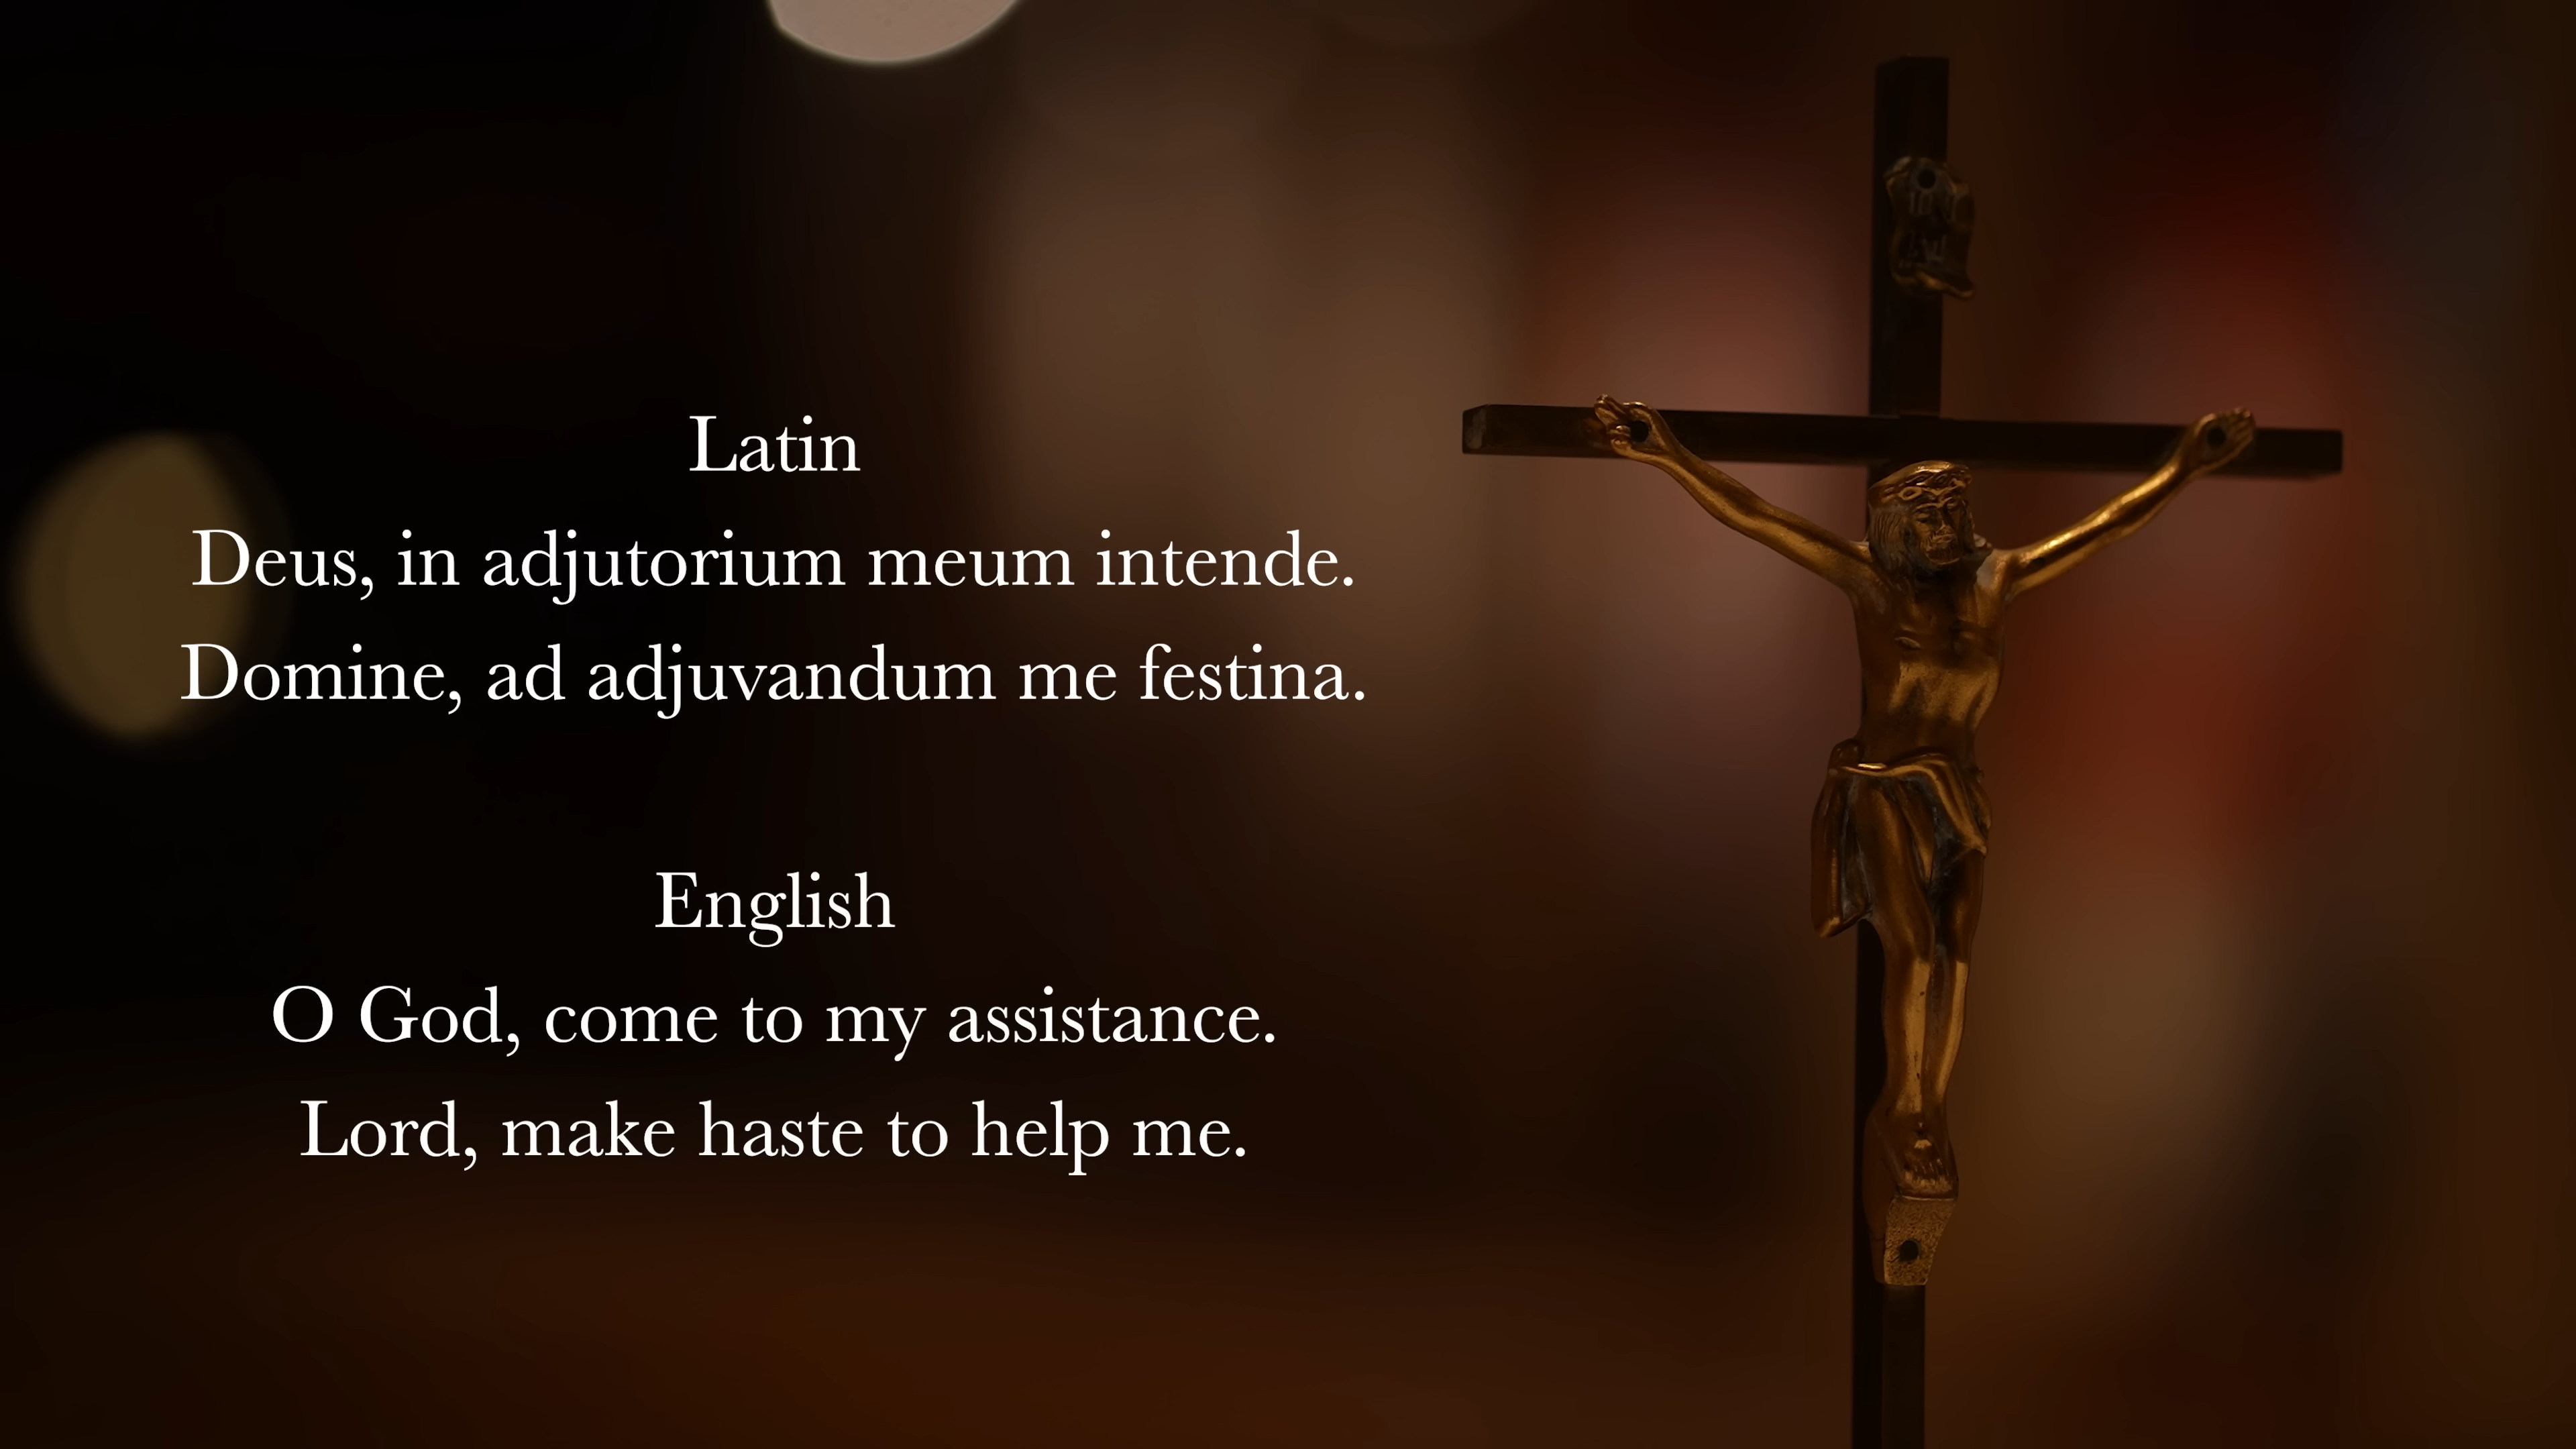 Latin
Deus, in adjutorium meum intende.
Domine, ad adjuvandum me festina.
English
O God, come to my assistance.
Lord, make haste to help me.